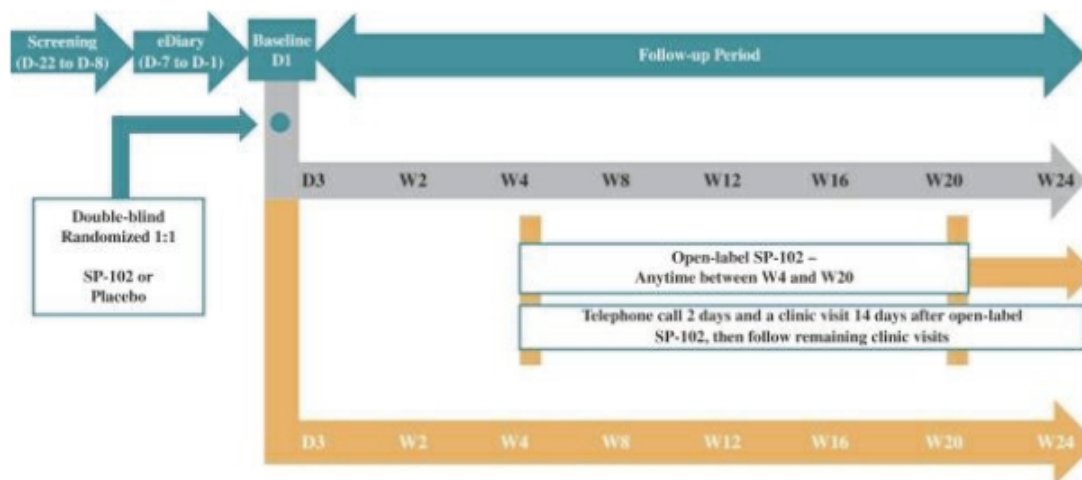 Screening
(D-22 to D-8)
eDiary
(D-7 to D-1)
Baseline
D1
Follow-up Period
D3 W2 W4 W8 W12 W16 W20 W24
Double-blind
Randomized 1:1
SP-102 or
Placebo
Open-label SP-102 –
Anytime between W4 and W20
Telephone call 2 days and a clinic visit 14 days after open-label
SP-102, then follow remaining clinic visits
D3 W2 W4 W8 W12 W16 W20 W24